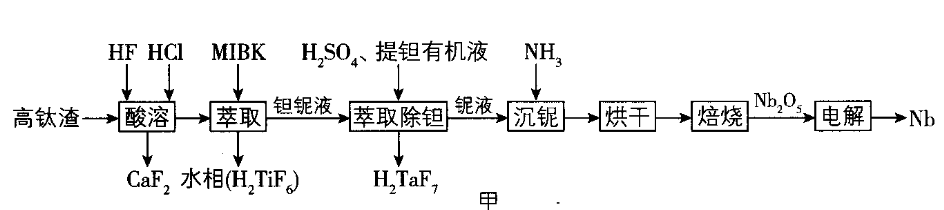 HF HCl MIBK H₂SO₄、提钽有机液 NH₃
高钛渣 酸溶 萃取 钽铌液 萃取除钽 铌液 沉铌 烘干 焙烧 Nb₂O₅ 电解 Nb
CaF₂ 水相(H₂TiF₆) H₂TaF₇
甲